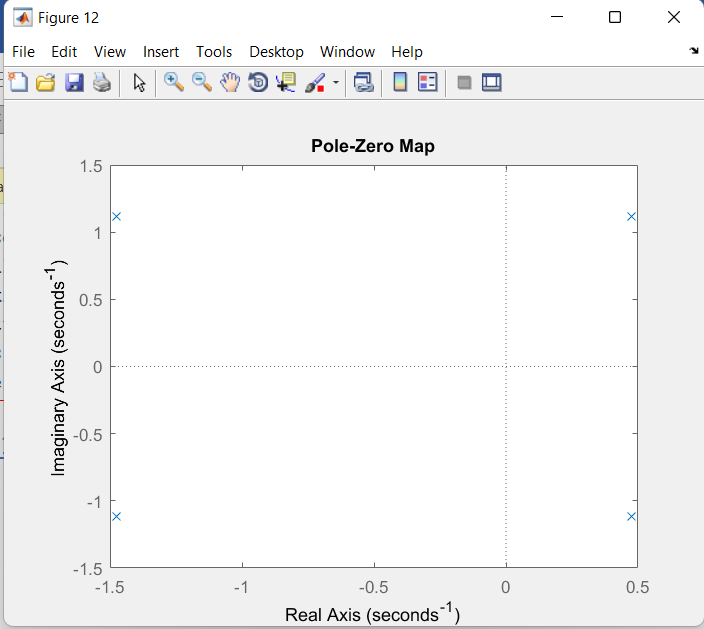 Figure 12
File Edit View Insert Tools Desktop Window Help
Pole-Zero Map
1.5
1
0.5
0
-0.5
-1
-1.5
Imaginary Axis (seconds⁻¹)
-1.5 -1 -0.5 0 0.5
Real Axis (seconds⁻¹)